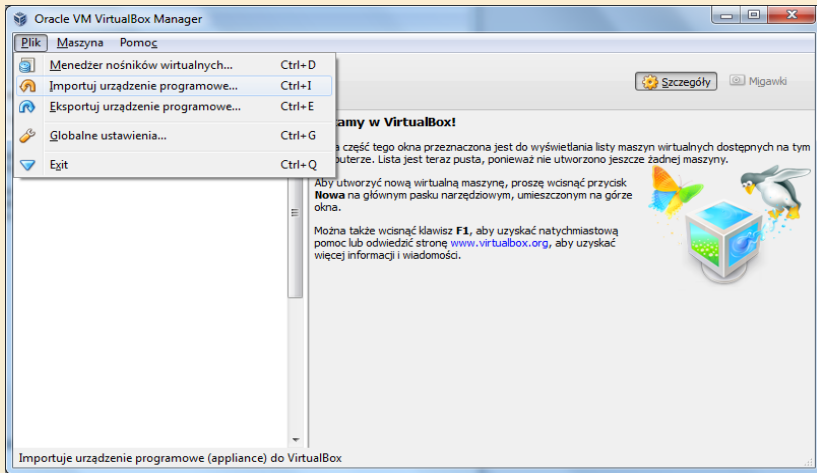 Oracle VM VirtualBox Manager
Plik Maszyna Pomoc
Menedżer nośników wirtualnych... Ctrl+D
Importuj urządzenie programowe... Ctrl+I
Eksportuj urządzenie programowe... Ctrl+E
Globalne ustawienia... Ctrl+G
Exit Ctrl+Q
Szczegóły Migawki
amy w VirtualBox!
część tego okna przeznaczona jest do wyświetlania listy maszyn wirtualnych dostępnych na tym
puterze. Lista jest teraz pusta, ponieważ nie utworzono jeszcze żadnej maszyny.
Aby utworzyć nową wirtualną maszynę, proszę wcisnąć przycisk
Nowa na głównym pasku narzędziowym, umieszczonym na górze
okna.
Można także wcisnąć klawisz F1, aby uzyskać natychmiastową
pomoc lub odwiedzić stronę www.virtualbox.org, aby uzyskać
więcej informacji i wiadomości.
Importuje urządzenie programowe (appliance) do VirtualBox